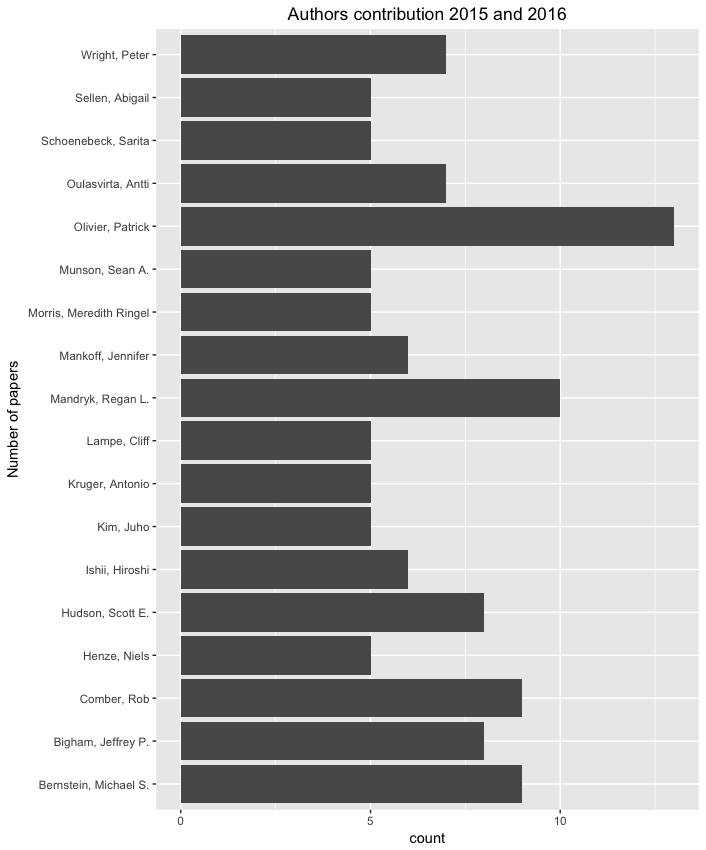 Authors contribution 2015 and 2016
Wright, Peter
Sellen, Abigail
Schoenebeck, Sarita
Oulasvirta, Antti
Olivier, Patrick
Munson, Sean A.
Morris, Meredith Ringel
Mankoff, Jennifer
Mandryk, Regan L.
Lampe, Cliff
Kruger, Antonio
Kim, Juho
Ishii, Hiroshi
Hudson, Scott E.
Henze, Niels
Comber, Rob
Bigham, Jeffrey P.
Bernstein, Michael S.
Number of papers
0 5 10
count